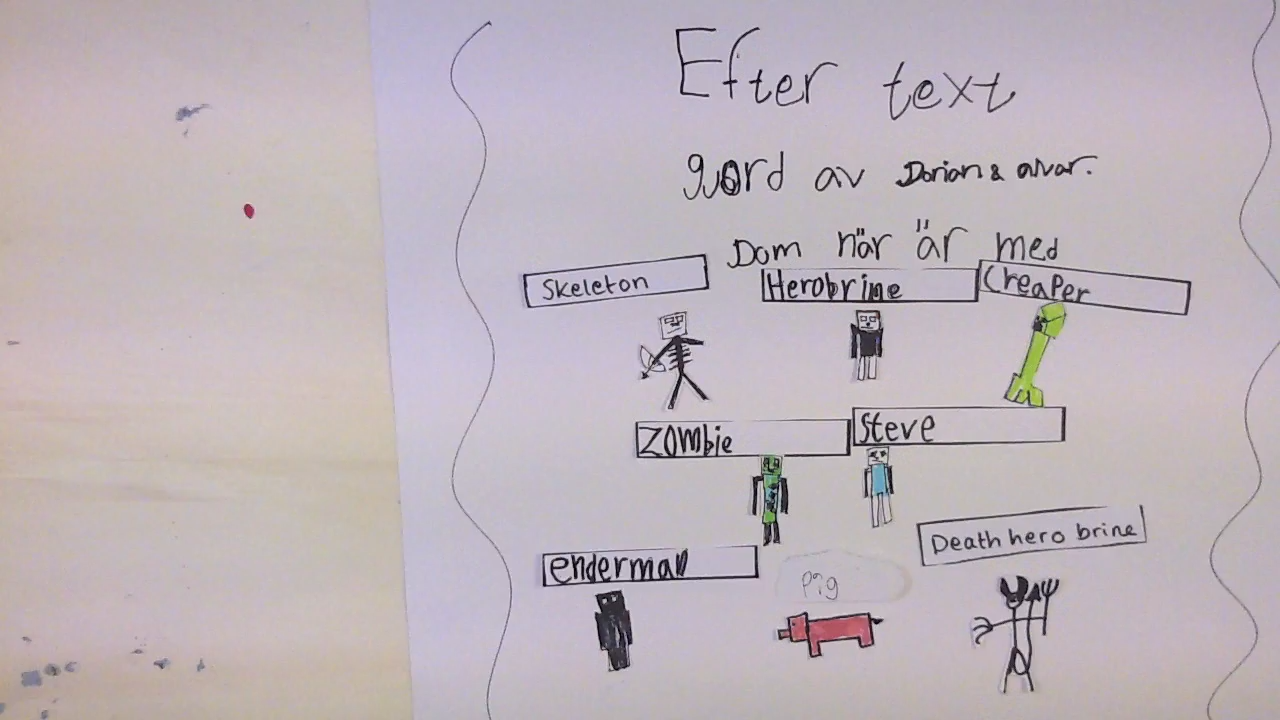 Efter text
gjord av Dorian & alvar.
Dom här är med
Skeleton
Herobrine
Creaper
Zombie
Steve
enderman
Pig
Death hero brine